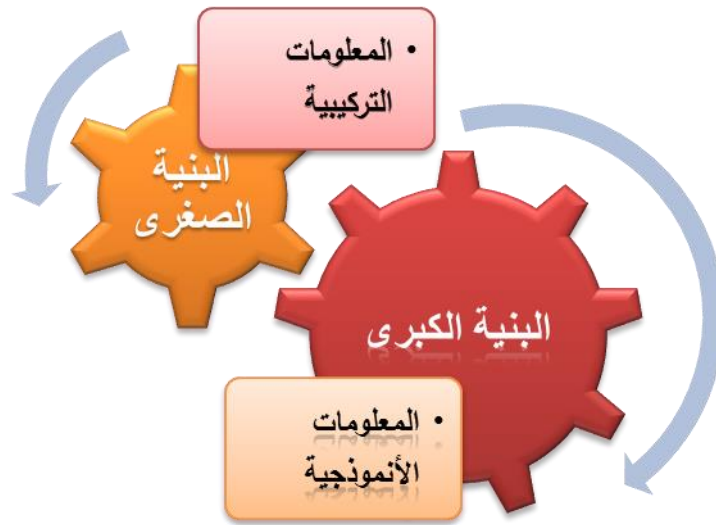 • المعلومات
التركيبية
البنية
الصغرى
البنية الكبرى
• المعلومات
الأنموذجية